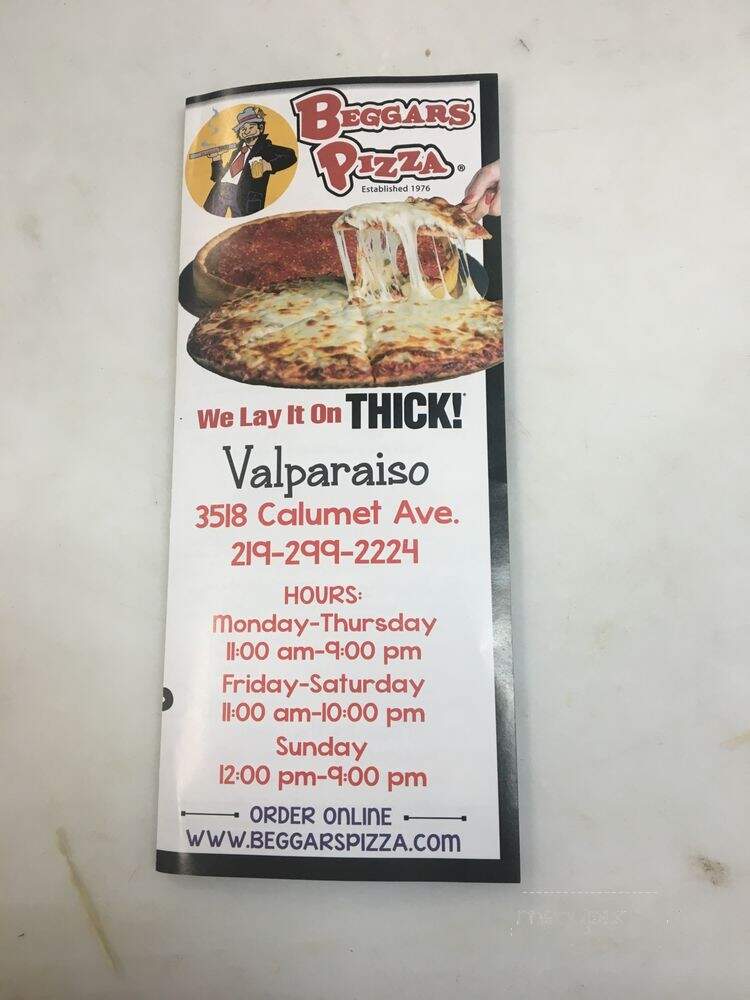 BEGGARS
PIZZA®
Established 1976
We Lay It On THICK!
Valparaiso
3518 Calumet Ave.
219-299-2224
HOURS:
Monday-Thursday
11:00 am-9:00 pm
Friday-Saturday
11:00 am-10:00 pm
Sunday
12:00 pm-9:00 pm
ORDER ONLINE
WWW.BEGGARSPIZZA.COM